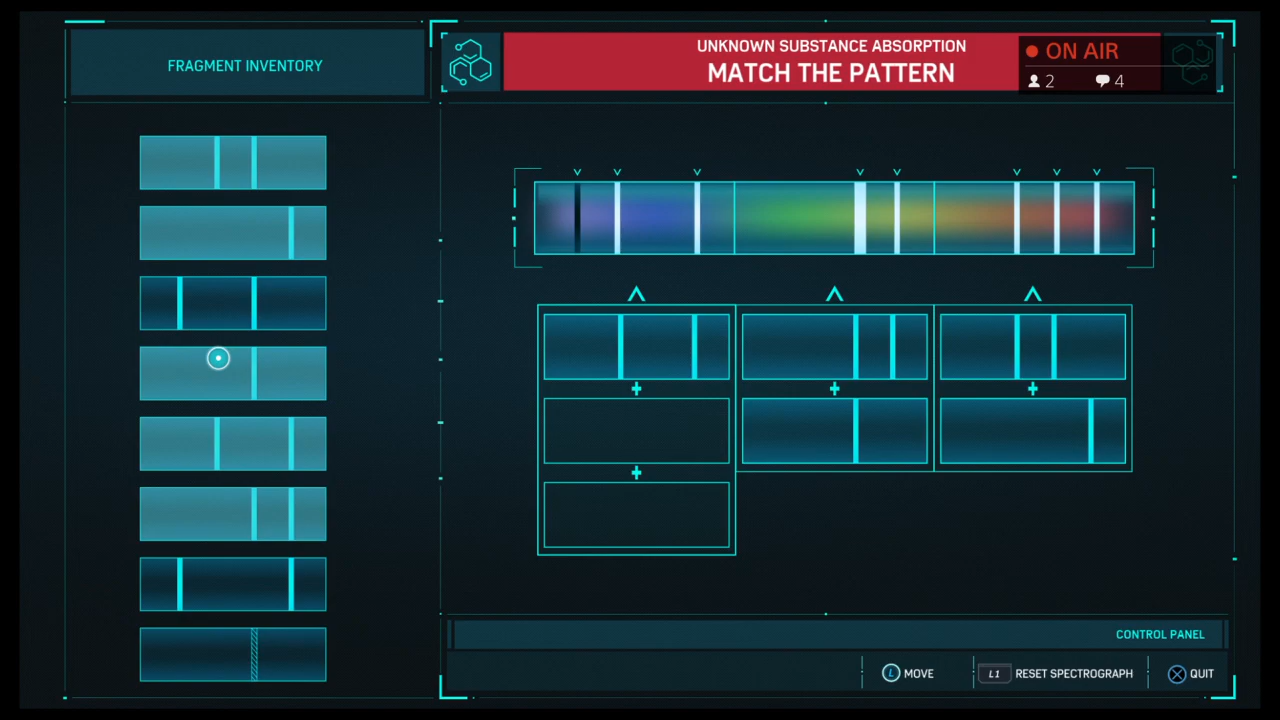 FRAGMENT INVENTORY
UNKNOWN SUBSTANCE ABSORPTION
MATCH THE PATTERN
ON AIR
2 4
CONTROL PANEL
L MOVE
L1 RESET SPECTROGRAPH
QUIT